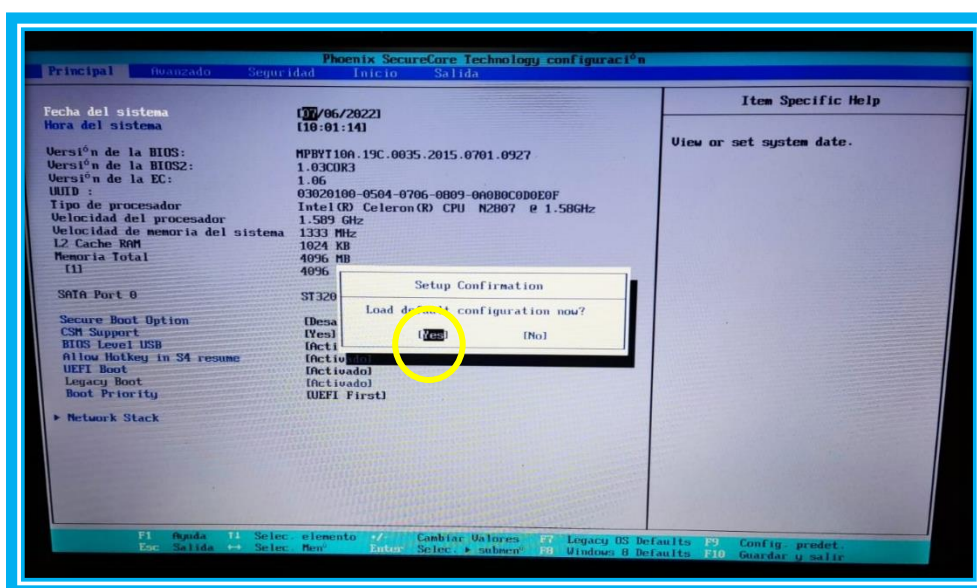 Phoenix SecureCore Technology configuraciºn
Principal Avanzado Seguridad Inicio Salida
Item Specific Help
Fecha del sistema [07/06/2022]
Hora del sistema [10:01:14]
View or set system date.
Versiºn de la BIOS: MPBYT10A.19C.0035.2015.0701.0927
Versiºn de la BIOS2: 1.03COR3
Versiºn de la EC: 1.06
UUID : 03020100-0504-0706-0809-0A0B0C0D0E0F
Tipo de procesador Intel(R) Celeron(R) CPU N2807 @ 1.58GHz
Velocidad del procesador 1.589 GHz
Velocidad de memoria del sistema 1333 MHz
L2 Cache RAM 1024 KB
Memoria Total 4096 MB
[1] 4096
Setup Confirmation
SATA Port 0 ST320
Load default configuration now?
Secure Boot Option [Desa
CSM Support [Yes]
[Yes] [No]
BIOS Level USB [Acti
Allow Hotkey in S4 resume [Activado]
UEFI Boot [Activado]
Legacy Boot [Activado]
Boot Priority [UEFI First]
▶ Network Stack
F1 Ayuda ↑↓ Selec. elemento +/- Cambiar Valores F7 Legacy OS Defaults F9 Config. predet.
Esc Salida ↔ Selec. Menº Enter Selec. ▶ submenº F8 Windows 8 Defaults F10 Guardar y salir